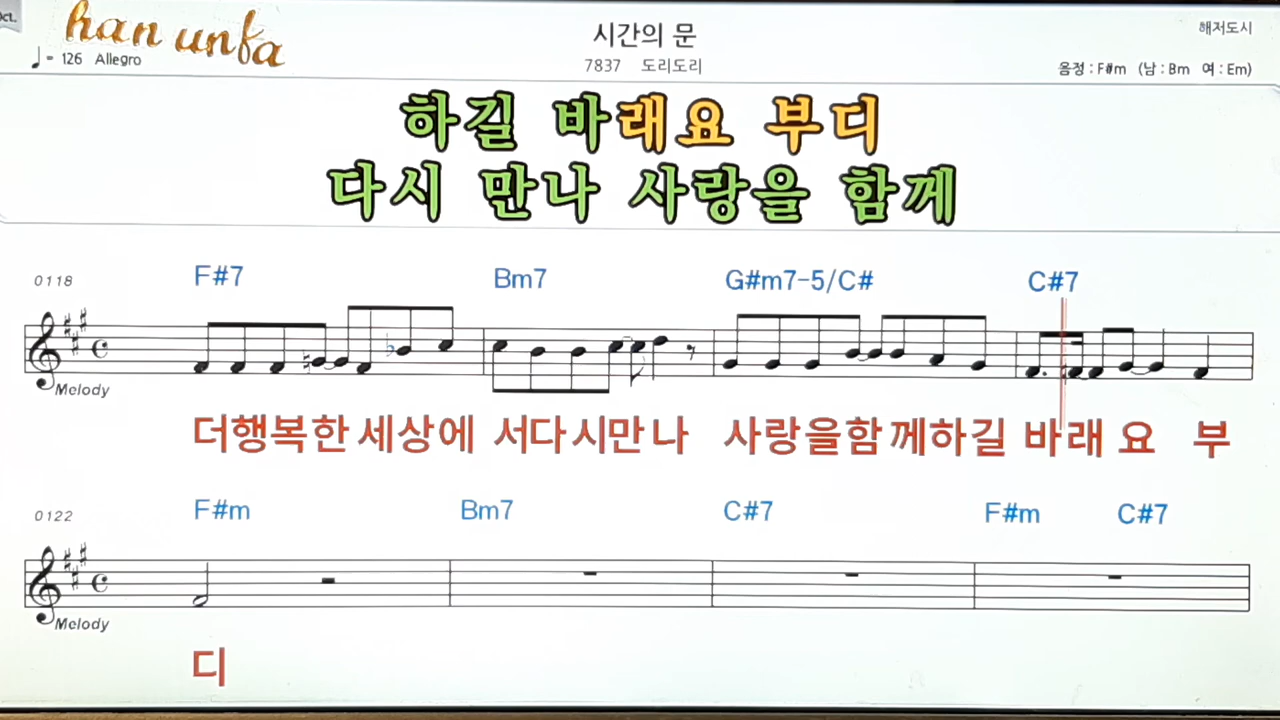 han unfa
시간의 문
해저도시
♩= 126 Allegro
7837 도리도리
음정 : F#m (남 : Bm 여 : Em)
하길 바래요 부디
다시 만나 사랑을 함께
0118
F#7 Bm7 G#m7-5/C# C#7
Melody
더행복한세상에 서다시만나 사랑을함께하길 바래 요 부
0122
F#m Bm7 C#7 F#m C#7
Melody
디